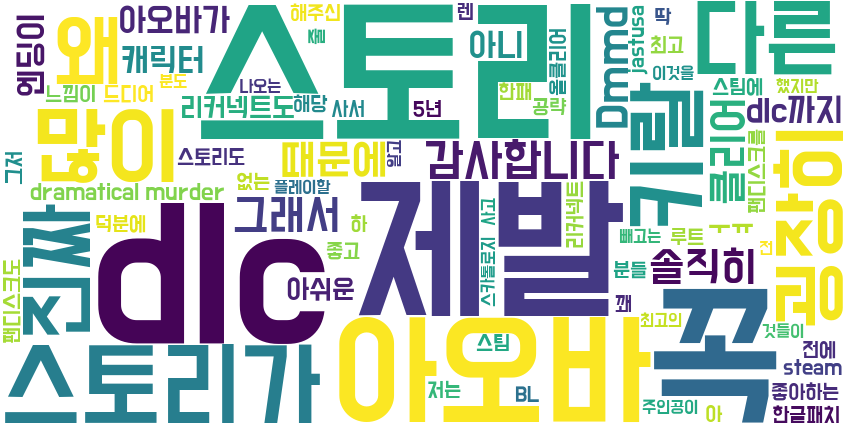 스토리
다른
왜
아오바가
해주신
렌
딱
줄
엔딩이
캐릭터
아니
올클리어
Dmmd
jastusa
최고
이것을
분도
나오는
느낌이
드디어
한패
스팀에
했지만
리커넥트도
해당
사서
5년
공략
키랄
클리어
dlc까지
많이
스토리도
때문에
알고
감사합니다
팬디스크를
굉장히
그저
dramatical murder
없는
플레이할
제발
진짜
dlc
덕분에
그래서
하
좋고
사고
리커넥트
스카톨로지
빼고는
루트
ㅜㅠ
전
분들
솔직히
아쉬운
깨
꼭
팬디스크도
아오바
최고의
것들이
스토리가
스팀
전에
steam
저는
BL
좋아하는
주인공이
아
한글패치